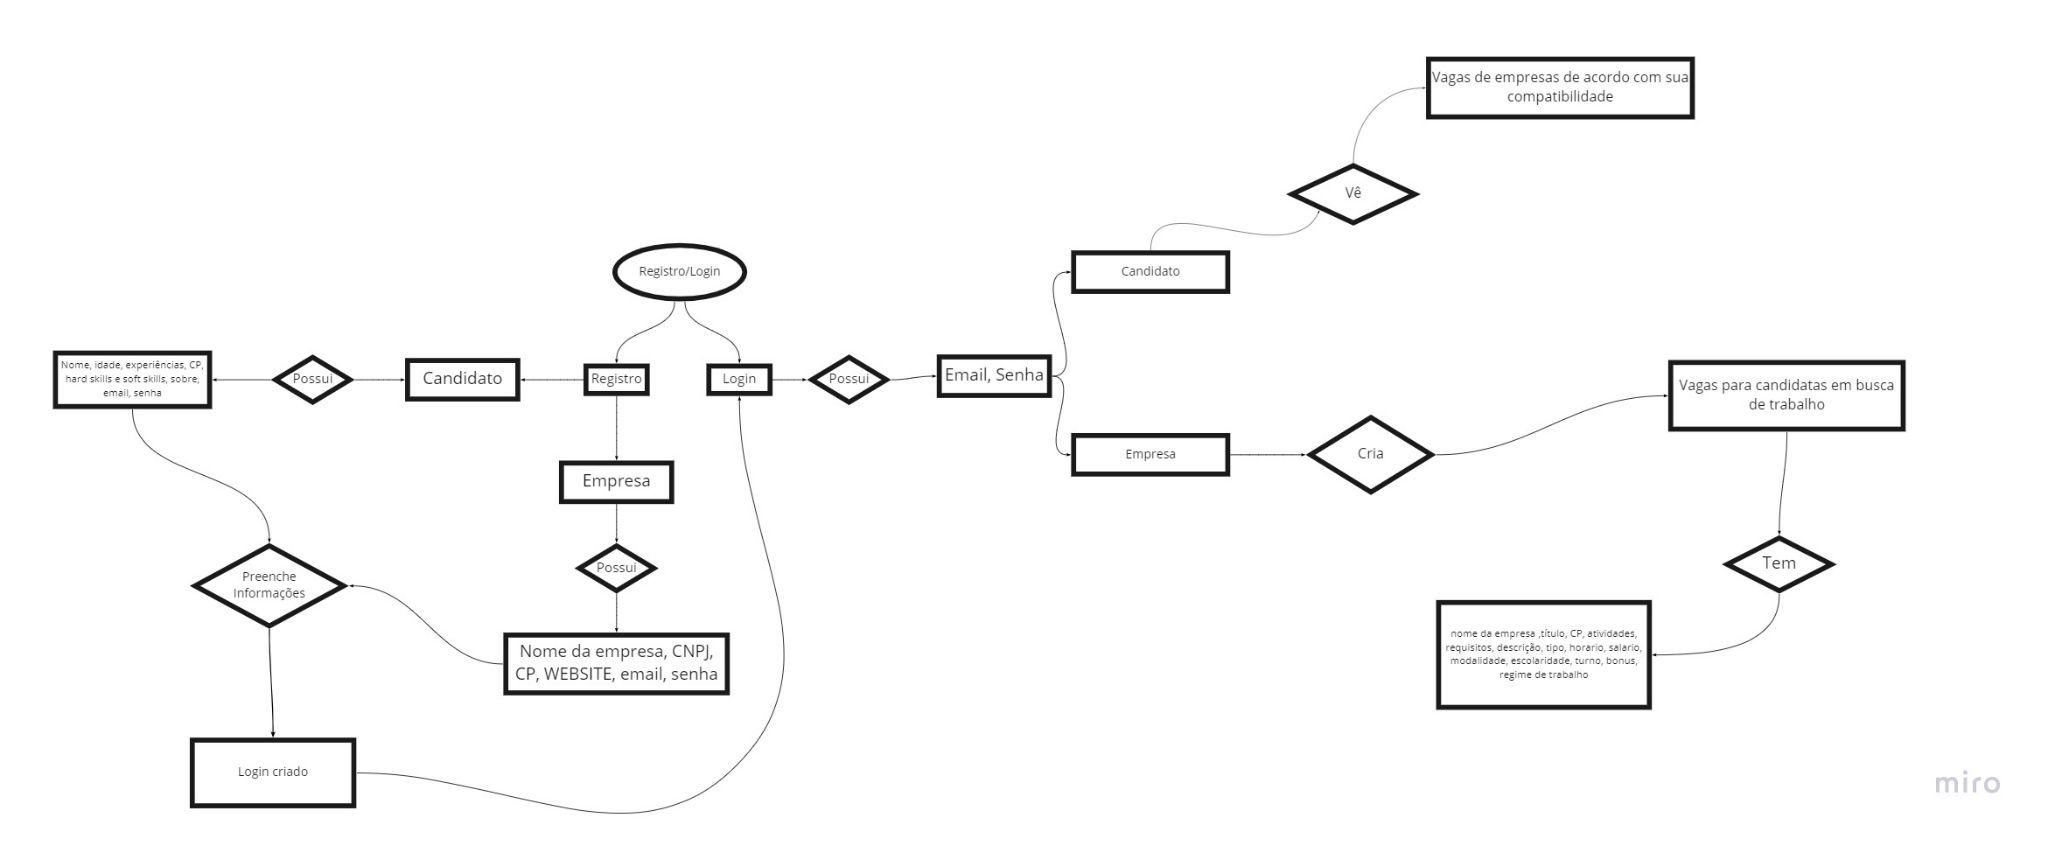 Vagas de empresas de acordo com sua
compatibilidade
Vê
Registro/Login
Candidato
Nome, idade, experiências, CP,
hard skills e soft skills, sobre,
email, senha
Possui
Candidato
Registro
Login
Possui
Email, Senha
Vagas para candidatas em busca
de trabalho
Empresa
Cria
Empresa
Possui
Tem
Preenche
Informações
Nome da empresa, CNPJ,
CP, WEBSITE, email, senha
nome da empresa ,título, CP, atividades,
requisitos, descrição, tipo, horario, salario,
modalidade, escolaridade, turno, bonus,
regime de trabalho
Login criado
miro